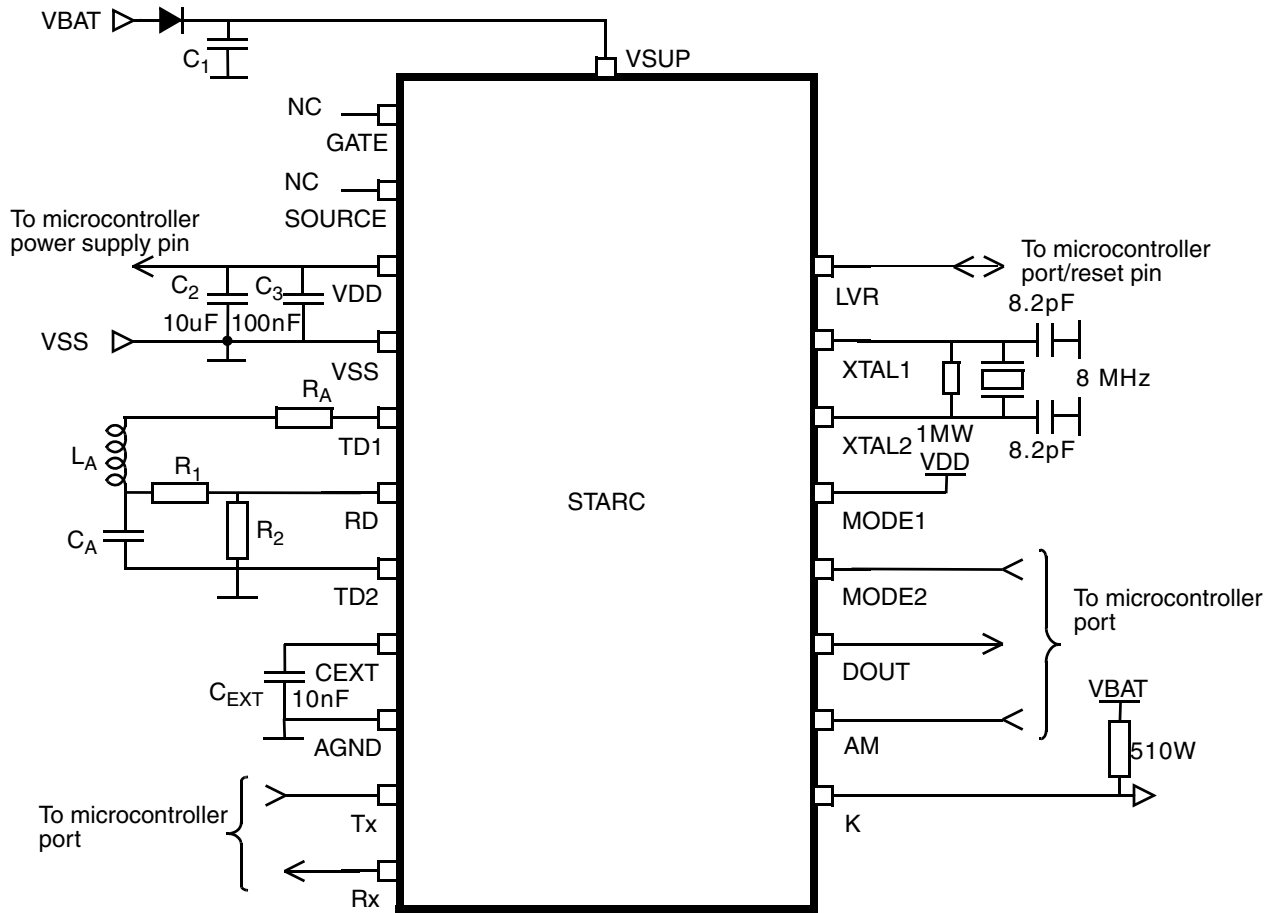 VBAT
C1
VSUP
NC
GATE
NC
SOURCE
To microcontroller
power supply pin
C2
C3
VDD
10uF
100nF
VSS
VSS
RA
TD1
LA
R1
RD
CA
R2
TD2
CEXT
CEXT
10nF
AGND
To microcontroller
port
Tx
Rx
STARC
To microcontroller
port/reset pin
LVR
8.2pF
XTAL1
8 MHz
XTAL2
1MW
8.2pF
VDD
MODE1
MODE2
To microcontroller
port
DOUT
VBAT
AM
510W
K